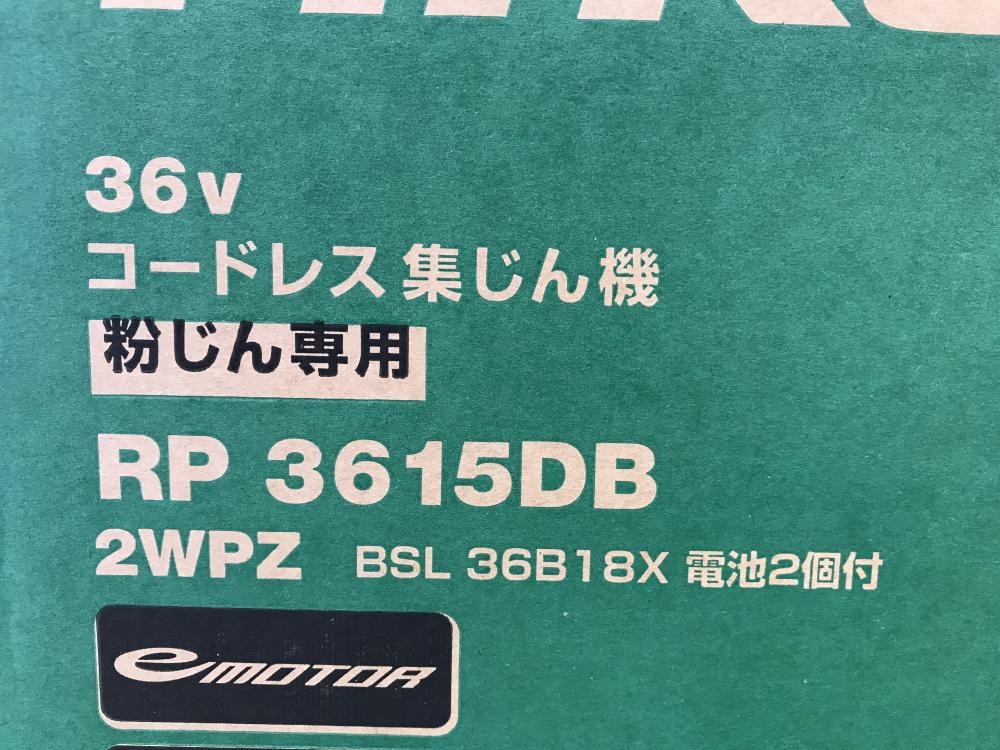 36v
コードレス集じん機
粉じん専用
RP 3615DB
2WPZ BSL 36B18X 電池2個付
eMOTOR